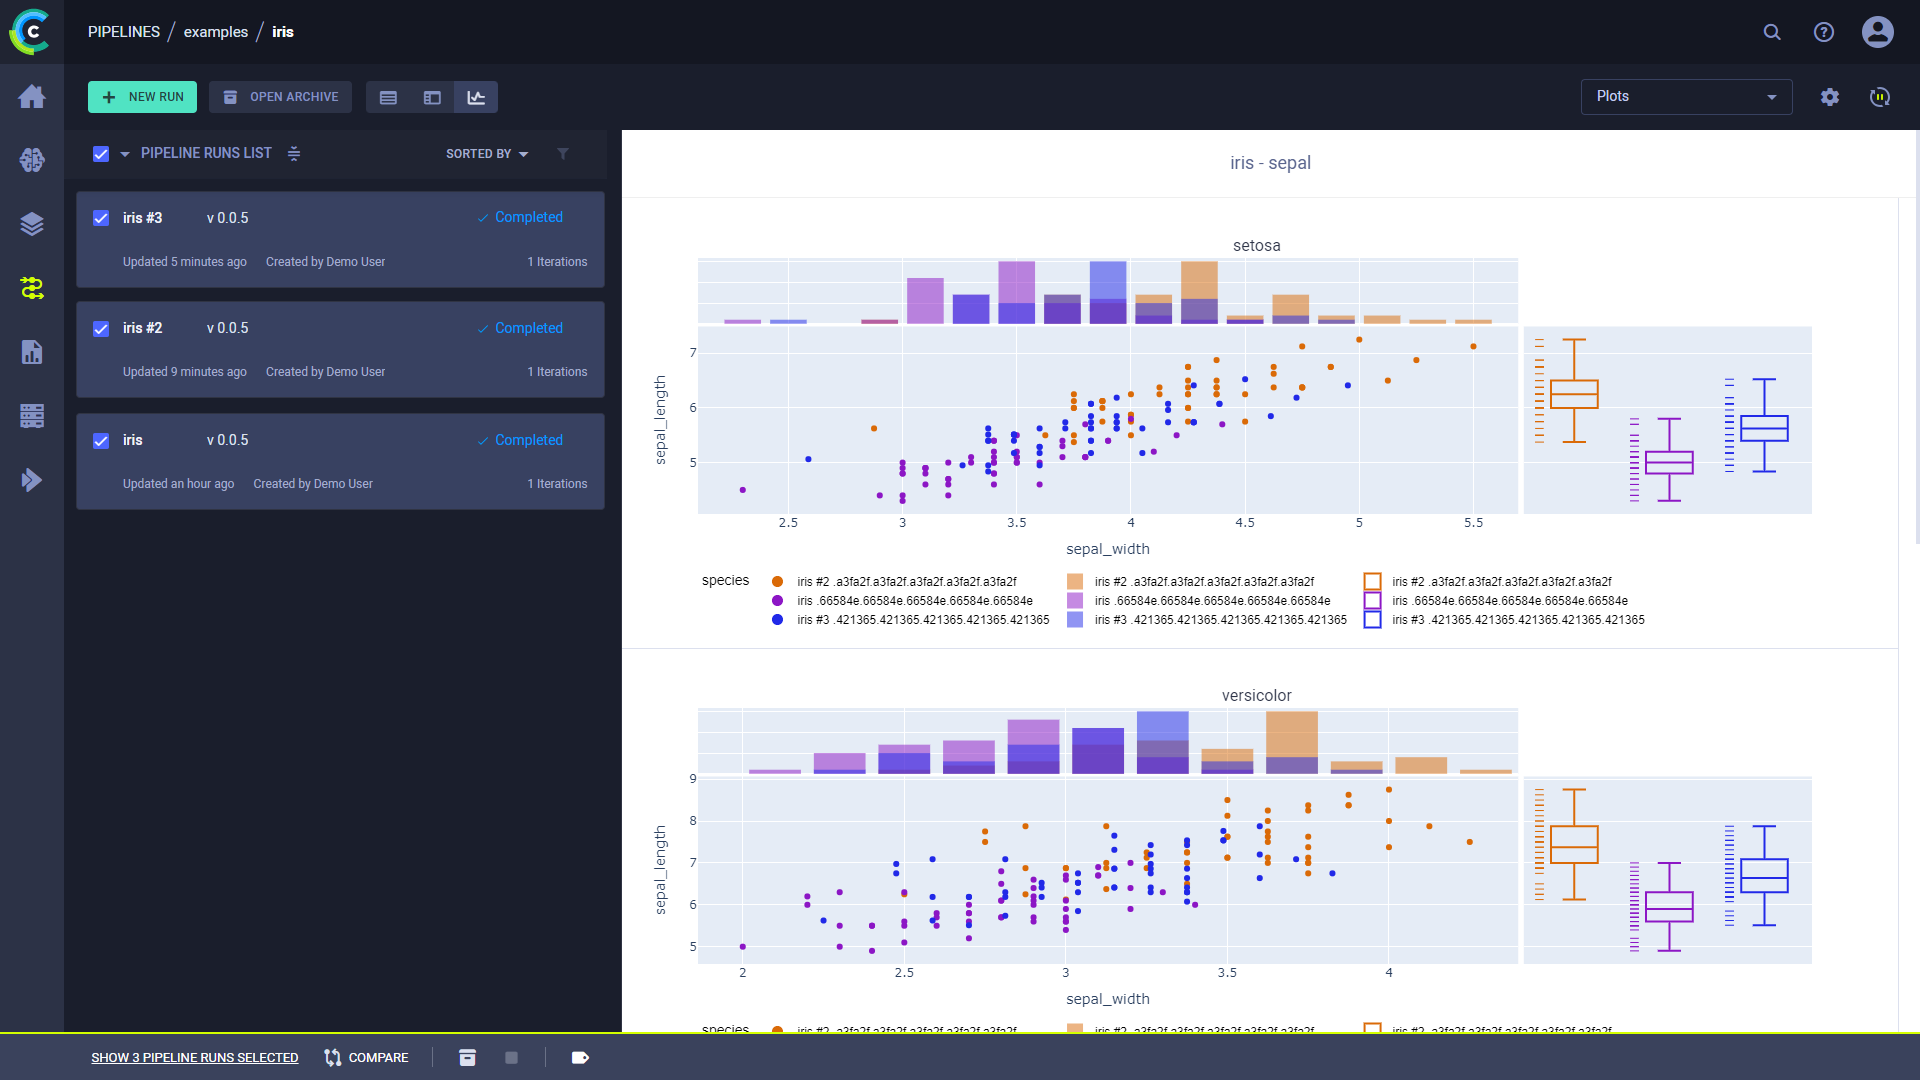 PIPELINES / examples / iris
NEW RUN
OPEN ARCHIVE
Plots
PIPELINE RUNS LIST
SORTED BY
iris #3 v 0.0.5 Completed
Updated 5 minutes ago Created by Demo User 1 Iterations
iris #2 v 0.0.5 Completed
Updated 9 minutes ago Created by Demo User 1 Iterations
iris v 0.0.5 Completed
Updated an hour ago Created by Demo User 1 Iterations
iris - sepal
setosa
7
6
5
sepal_length
2.5 3 3.5 4 4.5 5 5.5
sepal_width
species
iris #2 .a3fa2f.a3fa2f.a3fa2f.a3fa2f.a3fa2f iris #2 .a3fa2f.a3fa2f.a3fa2f.a3fa2f.a3fa2f iris #2 .a3fa2f.a3fa2f.a3fa2f.a3fa2f.a3fa2f
iris .66584e.66584e.66584e.66584e.66584e iris .66584e.66584e.66584e.66584e.66584e iris .66584e.66584e.66584e.66584e.66584e
iris #3 .421365.421365.421365.421365.421365 iris #3 .421365.421365.421365.421365.421365 iris #3 .421365.421365.421365.421365.421365
versicolor
9
8
7
6
5
sepal_length
2 2.5 3 3.5 4
sepal_width
species
iris #2 .a3fa2f.a3fa2f.a3fa2f.a3fa2f.a3fa2f iris #2 .a3fa2f.a3fa2f.a3fa2f.a3fa2f.a3fa2f iris #2 .a3fa2f.a3fa2f.a3fa2f.a3fa2f.a3fa2f
SHOW 3 PIPELINE RUNS SELECTED
COMPARE